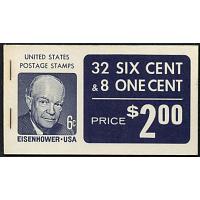 UNITED STATES
POSTAGE STAMPS
6¢
EISENHOWER·USA
32 SIX CENT
& 8 ONE CENT
PRICE $2.00